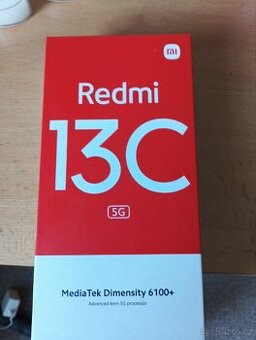 mi
Redmi
13C
5G
MediaTek Dimensity 6100+
Advanced 6nm 5G processor